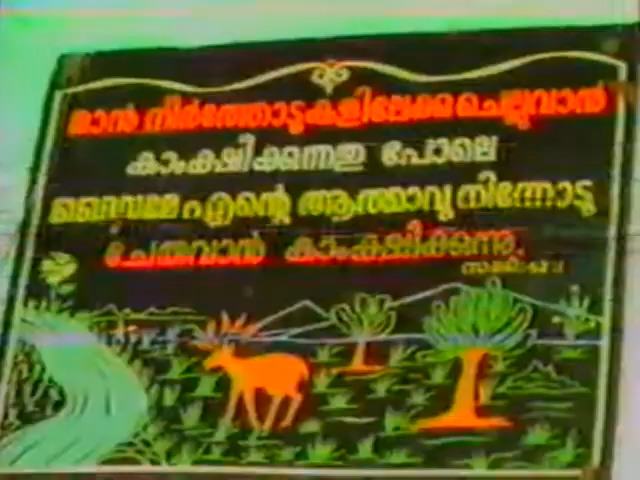 മാൻ നീർത്തോടുകളിലേക്കു ചെല്ലുവാൻ
കാംക്ഷിക്കുന്നതു പോലെ
ദൈവമേ എന്റെ ആത്മാവു നിന്നോടു
ചേരുവാൻ കാംക്ഷിക്കുന്നു.